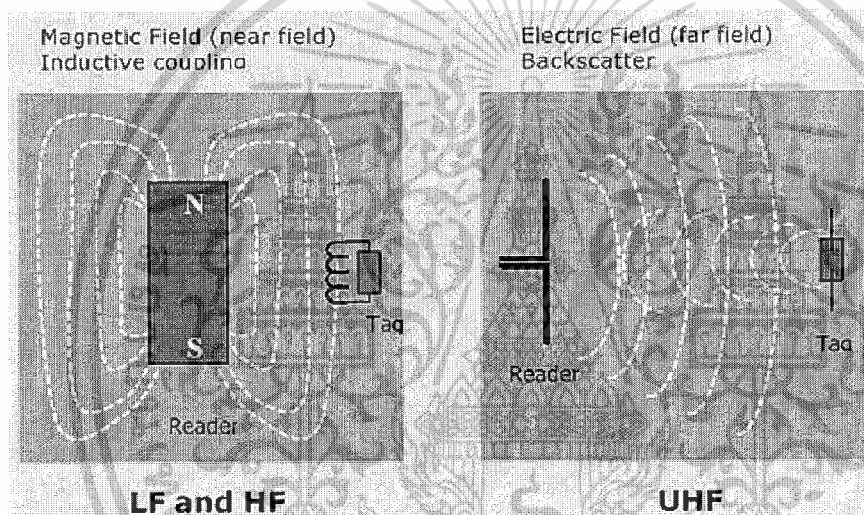 Magnetic Field (near field)
Inductive coupling
N
S
Tag
Reader
LF and HF
Electric Field (far field)
Backscatter
Reader
Tag
UHF